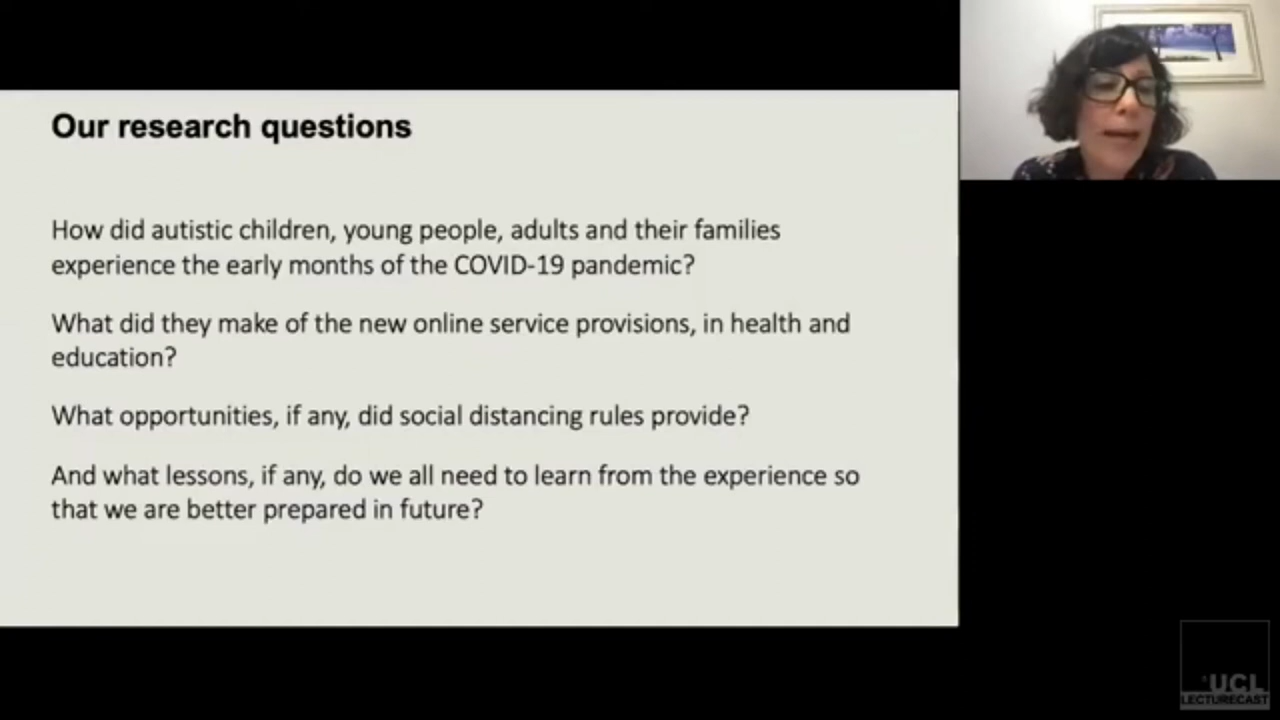 Our research questions
How did autistic children, young people, adults and their families
experience the early months of the COVID-19 pandemic?
What did they make of the new online service provisions, in health and
education?
What opportunities, if any, did social distancing rules provide?
And what lessons, if any, do we all need to learn from the experience so
that we are better prepared in future?
UCL
LECTURECAST